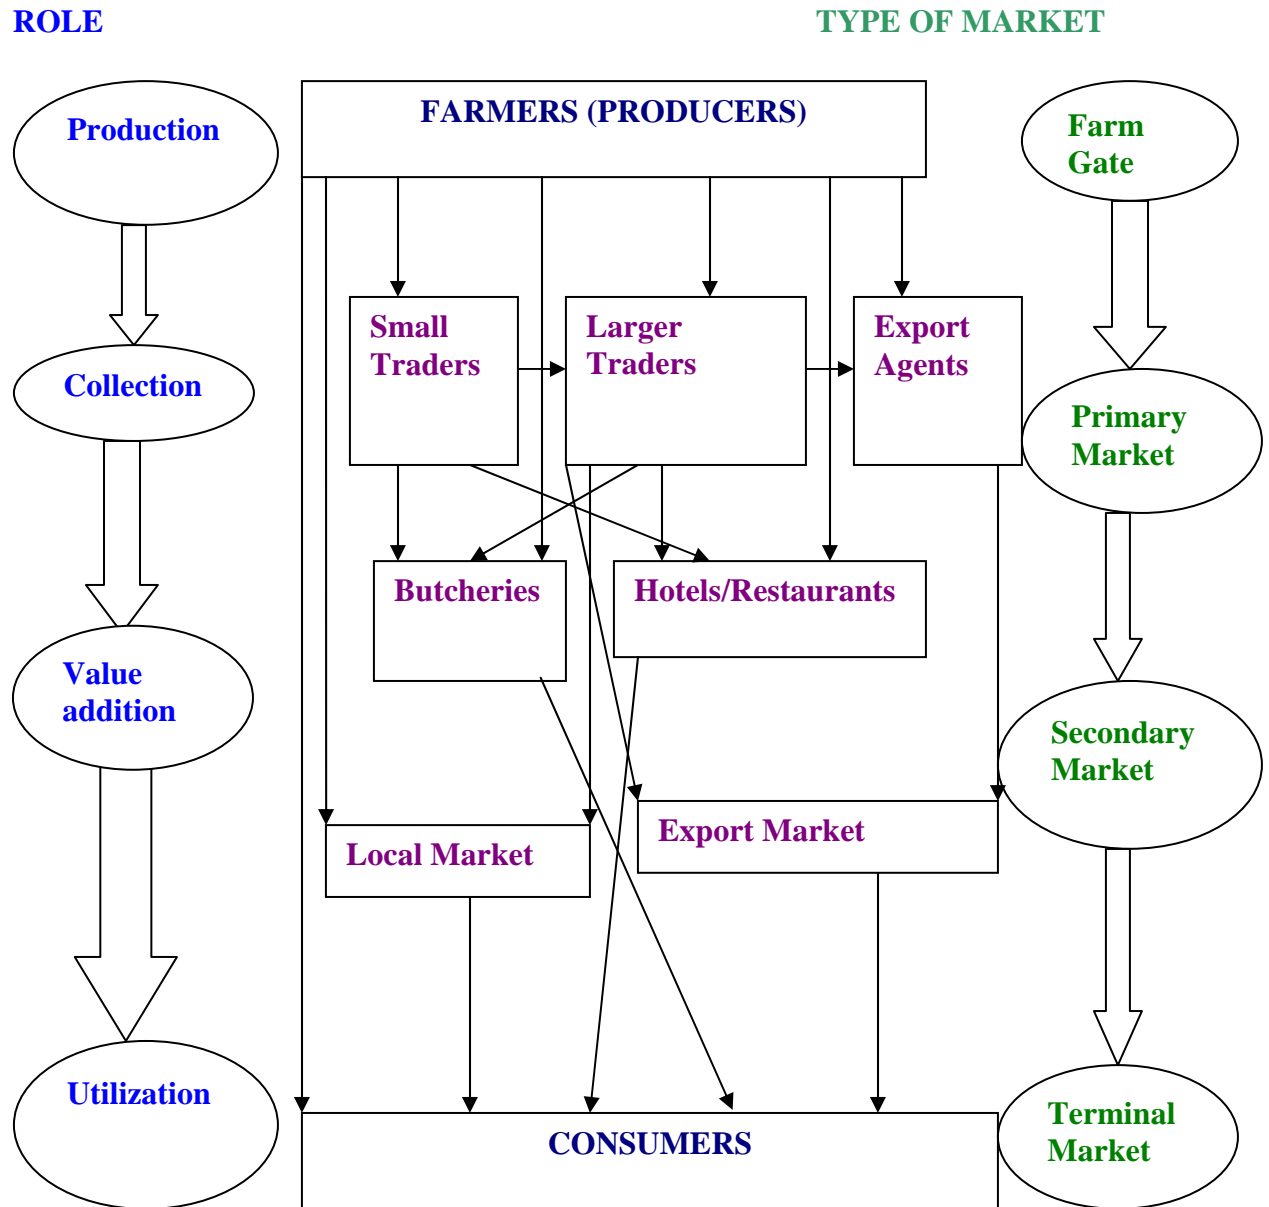 ROLE
TYPE OF MARKET
FARMERS (PRODUCERS)
Production
Farm
Gate
Small
Traders
Larger
Traders
Export
Agents
Collection
Primary
Market
Butcheries
Hotels/Restaurants
Value
addition
Secondary
Market
Export Market
Local Market
Utilization
Terminal
Market
CONSUMERS